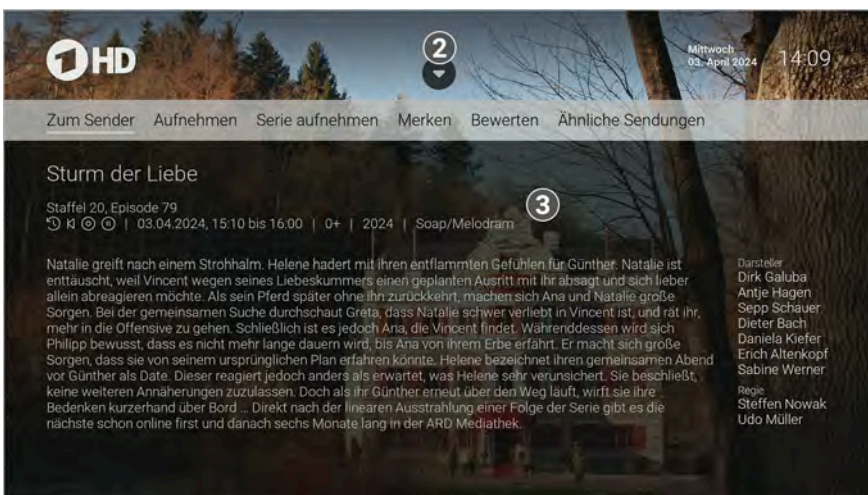 1 HD
2
Mittwoch
03. April 2024
14:09
Zum Sender Aufnehmen Serie aufnehmen Merken Bewerten Ähnliche Sendungen
Sturm der Liebe
Staffel 20, Episode 79
3
| 03.04.2024, 15:10 bis 16:00 | 0+ | 2024 | Soap/Melodram
Natalie greift nach einem Strohhalm. Helene hadert mit ihren entflammten Gefühlen für Günther. Natalie ist
enttäuscht, weil Vincent wegen seines Liebeskummers einen geplanten Ausritt mit ihr absagt und sich lieber
allein abreagieren möchte. Als sein Pferd später ohne ihn zurückkehrt, machen sich Ana und Natalie große
Sorgen. Bei der gemeinsamen Suche durchschaut Greta, dass Natalie schwer verliebt in Vincent ist, und rät ihr,
mehr in die Offensive zu gehen. Schließlich ist es jedoch Ana, die Vincent findet. Währenddessen wird sich
Philipp bewusst, dass es nicht mehr lange dauern wird, bis Ana von ihrem Erbe erfährt. Er macht sich große
Sorgen, dass sie von seinem ursprünglichen Plan erfahren könnte. Helene bezeichnet ihren gemeinsamen Abend
vor Günther als Date. Dieser reagiert jedoch anders als erwartet, was Helene sehr verunsichert. Sie beschließt,
keine weiteren Annäherungen zuzulassen. Doch als ihr Günther erneut über den Weg läuft, wirft sie ihre
Bedenken kurzerhand über Bord ... Direkt nach der linearen Ausstrahlung einer Folge der Serie gibt es die
nächste schon online first und danach sechs Monate lang in der ARD Mediathek.
Darsteller
Dirk Galuba
Antje Hagen
Sepp Schauer
Dieter Bach
Daniela Kiefer
Erich Altenkopf
Sabine Werner
Regie
Steffen Nowak
Udo Müller